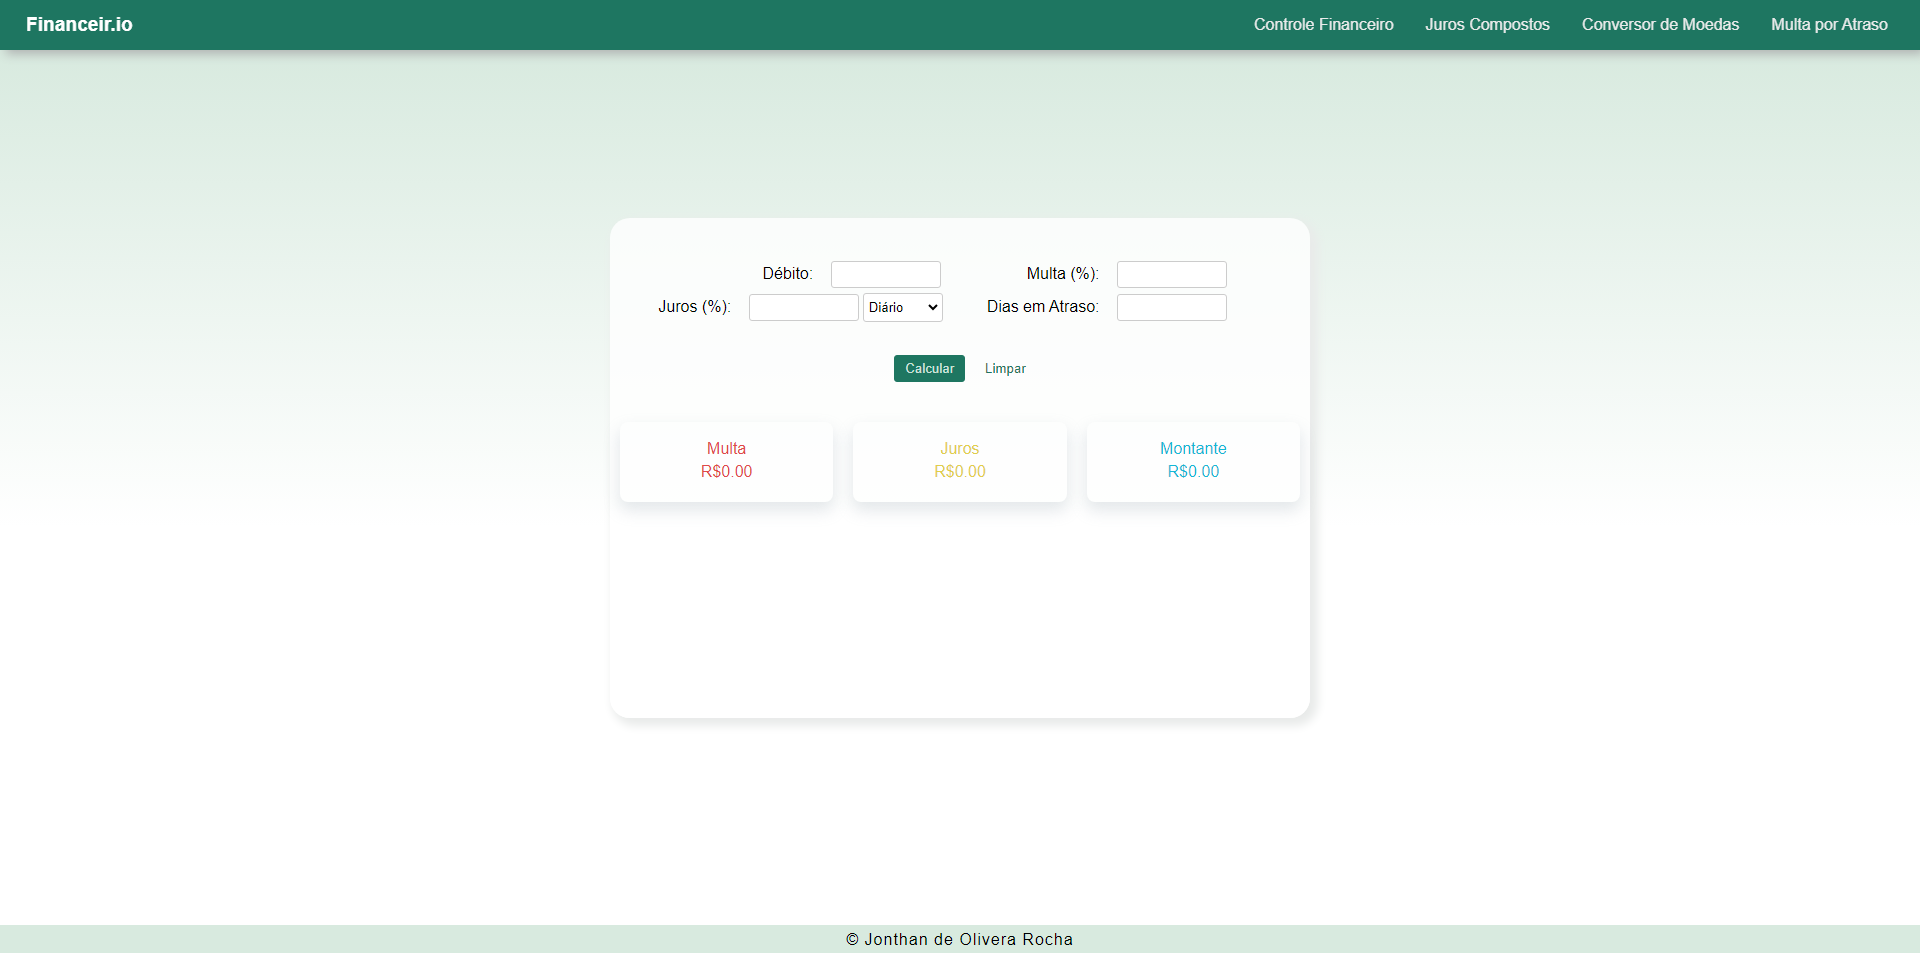 Financeir.io Controle Financeiro Juros Compostos Conversor de Moedas Multa por Atraso
Débito: Multa (%):
Juros (%): Diário Dias em Atraso:
Calcular Limpar
Multa Juros Montante
R$0.00 R$0.00 R$0.00
© Jonthan de Olivera Rocha